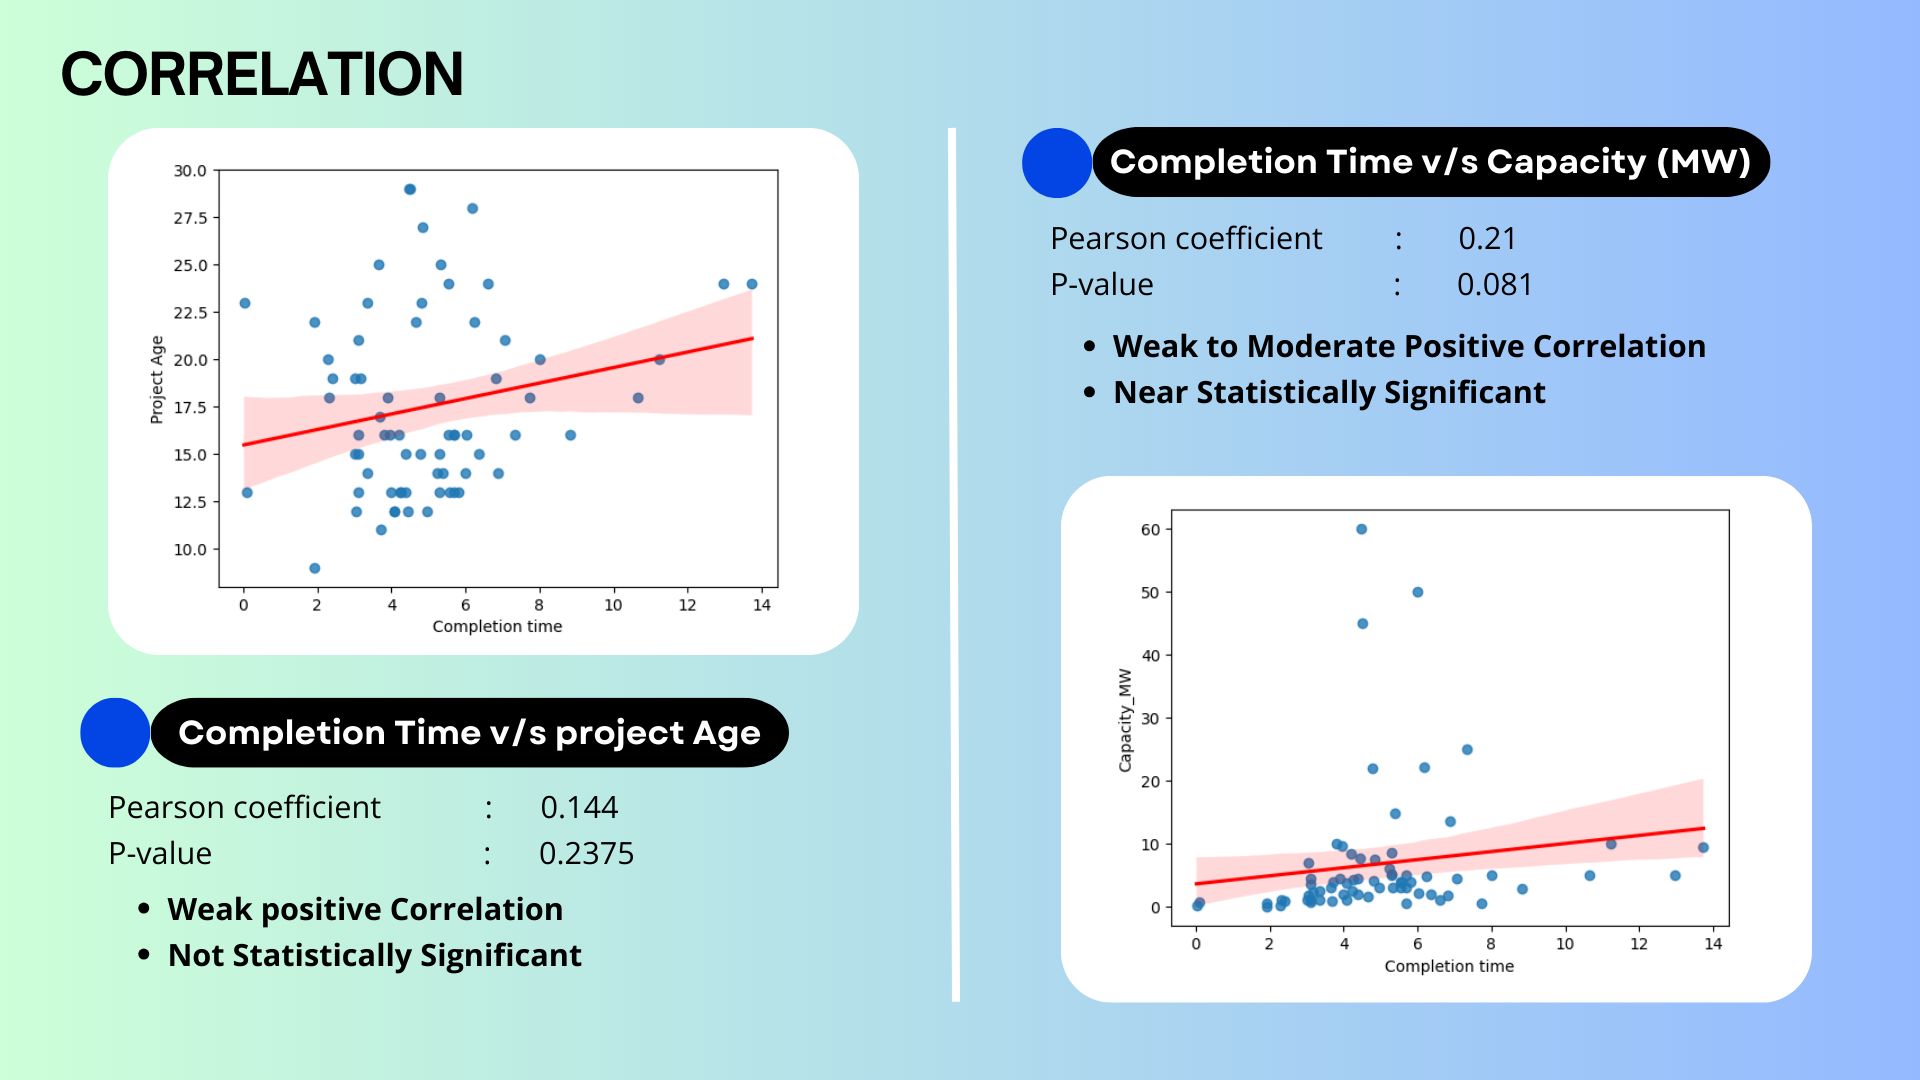 CORRELATION
30.0
27.5
25.0
22.5
20.0
17.5
15.0
12.5
10.0
Project Age
0 2 4 6 8 10 12 14
Completion time
Completion Time v/s project Age
Pearson coefficient : 0.144
P-value : 0.2375
• Weak positive Correlation
• Not Statistically Significant
Completion Time v/s Capacity (MW)
Pearson coefficient : 0.21
P-value : 0.081
• Weak to Moderate Positive Correlation
• Near Statistically Significant
60
50
40
30
20
10
0
Capacity_MW
0 2 4 6 8 10 12 14
Completion time